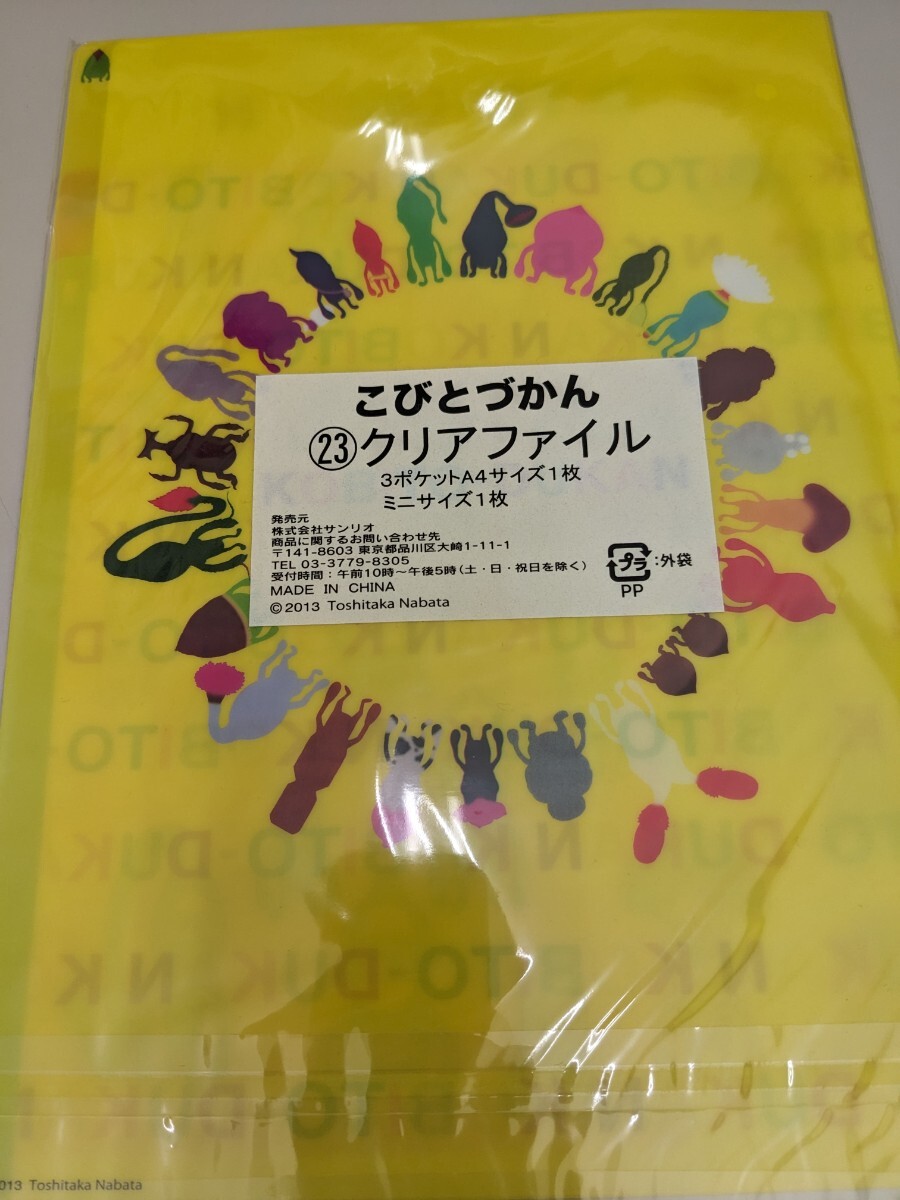 こびとづかん
㉓クリアファイル
3ポケットA4サイズ1枚
ミニサイズ1枚
発売元
株式会社サンリオ
商品に関するお問い合わせ先
〒141-8603 東京都品川区大崎1-11-1
TEL 03-3779-8305
受付時間：午前10時～午後5時(土・日・祝日を除く)
MADE IN CHINA
©2013 Toshitaka Nabata
プラ :外袋
PP
013 Toshitaka Nabata